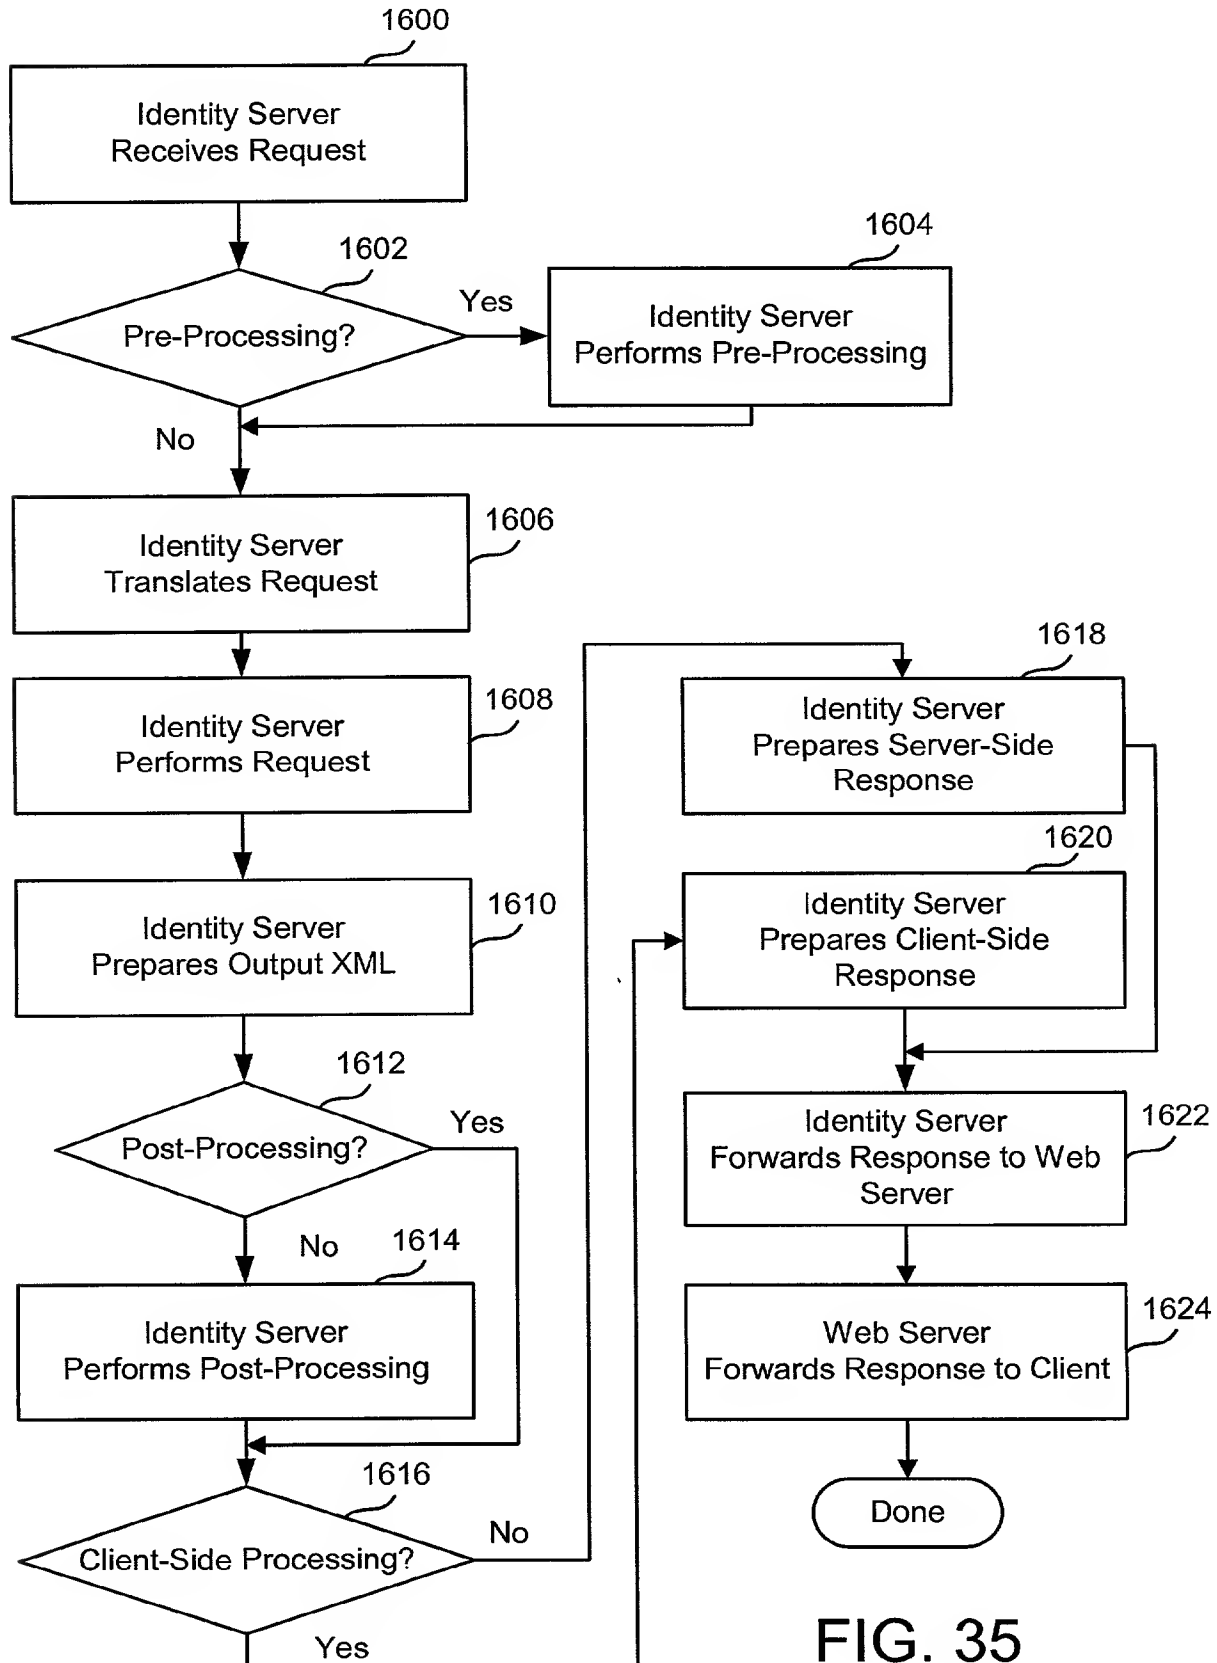 1600
Identity Server
Receives Request
1602
Pre-Processing?
Yes
1604
Identity Server
Performs Pre-Processing
No
1606
Identity Server
Translates Request
1608
Identity Server
Performs Request
1610
Identity Server
Prepares Output XML
1612
Post-Processing?
Yes
No
1614
Identity Server
Performs Post-Processing
1616
Client-Side Processing?
No
Yes
1618
Identity Server
Prepares Server-Side
Response
1620
Identity Server
Prepares Client-Side
Response
1622
Identity Server
Forwards Response to Web
Server
1624
Web Server
Forwards Response to Client
Done
FIG. 35